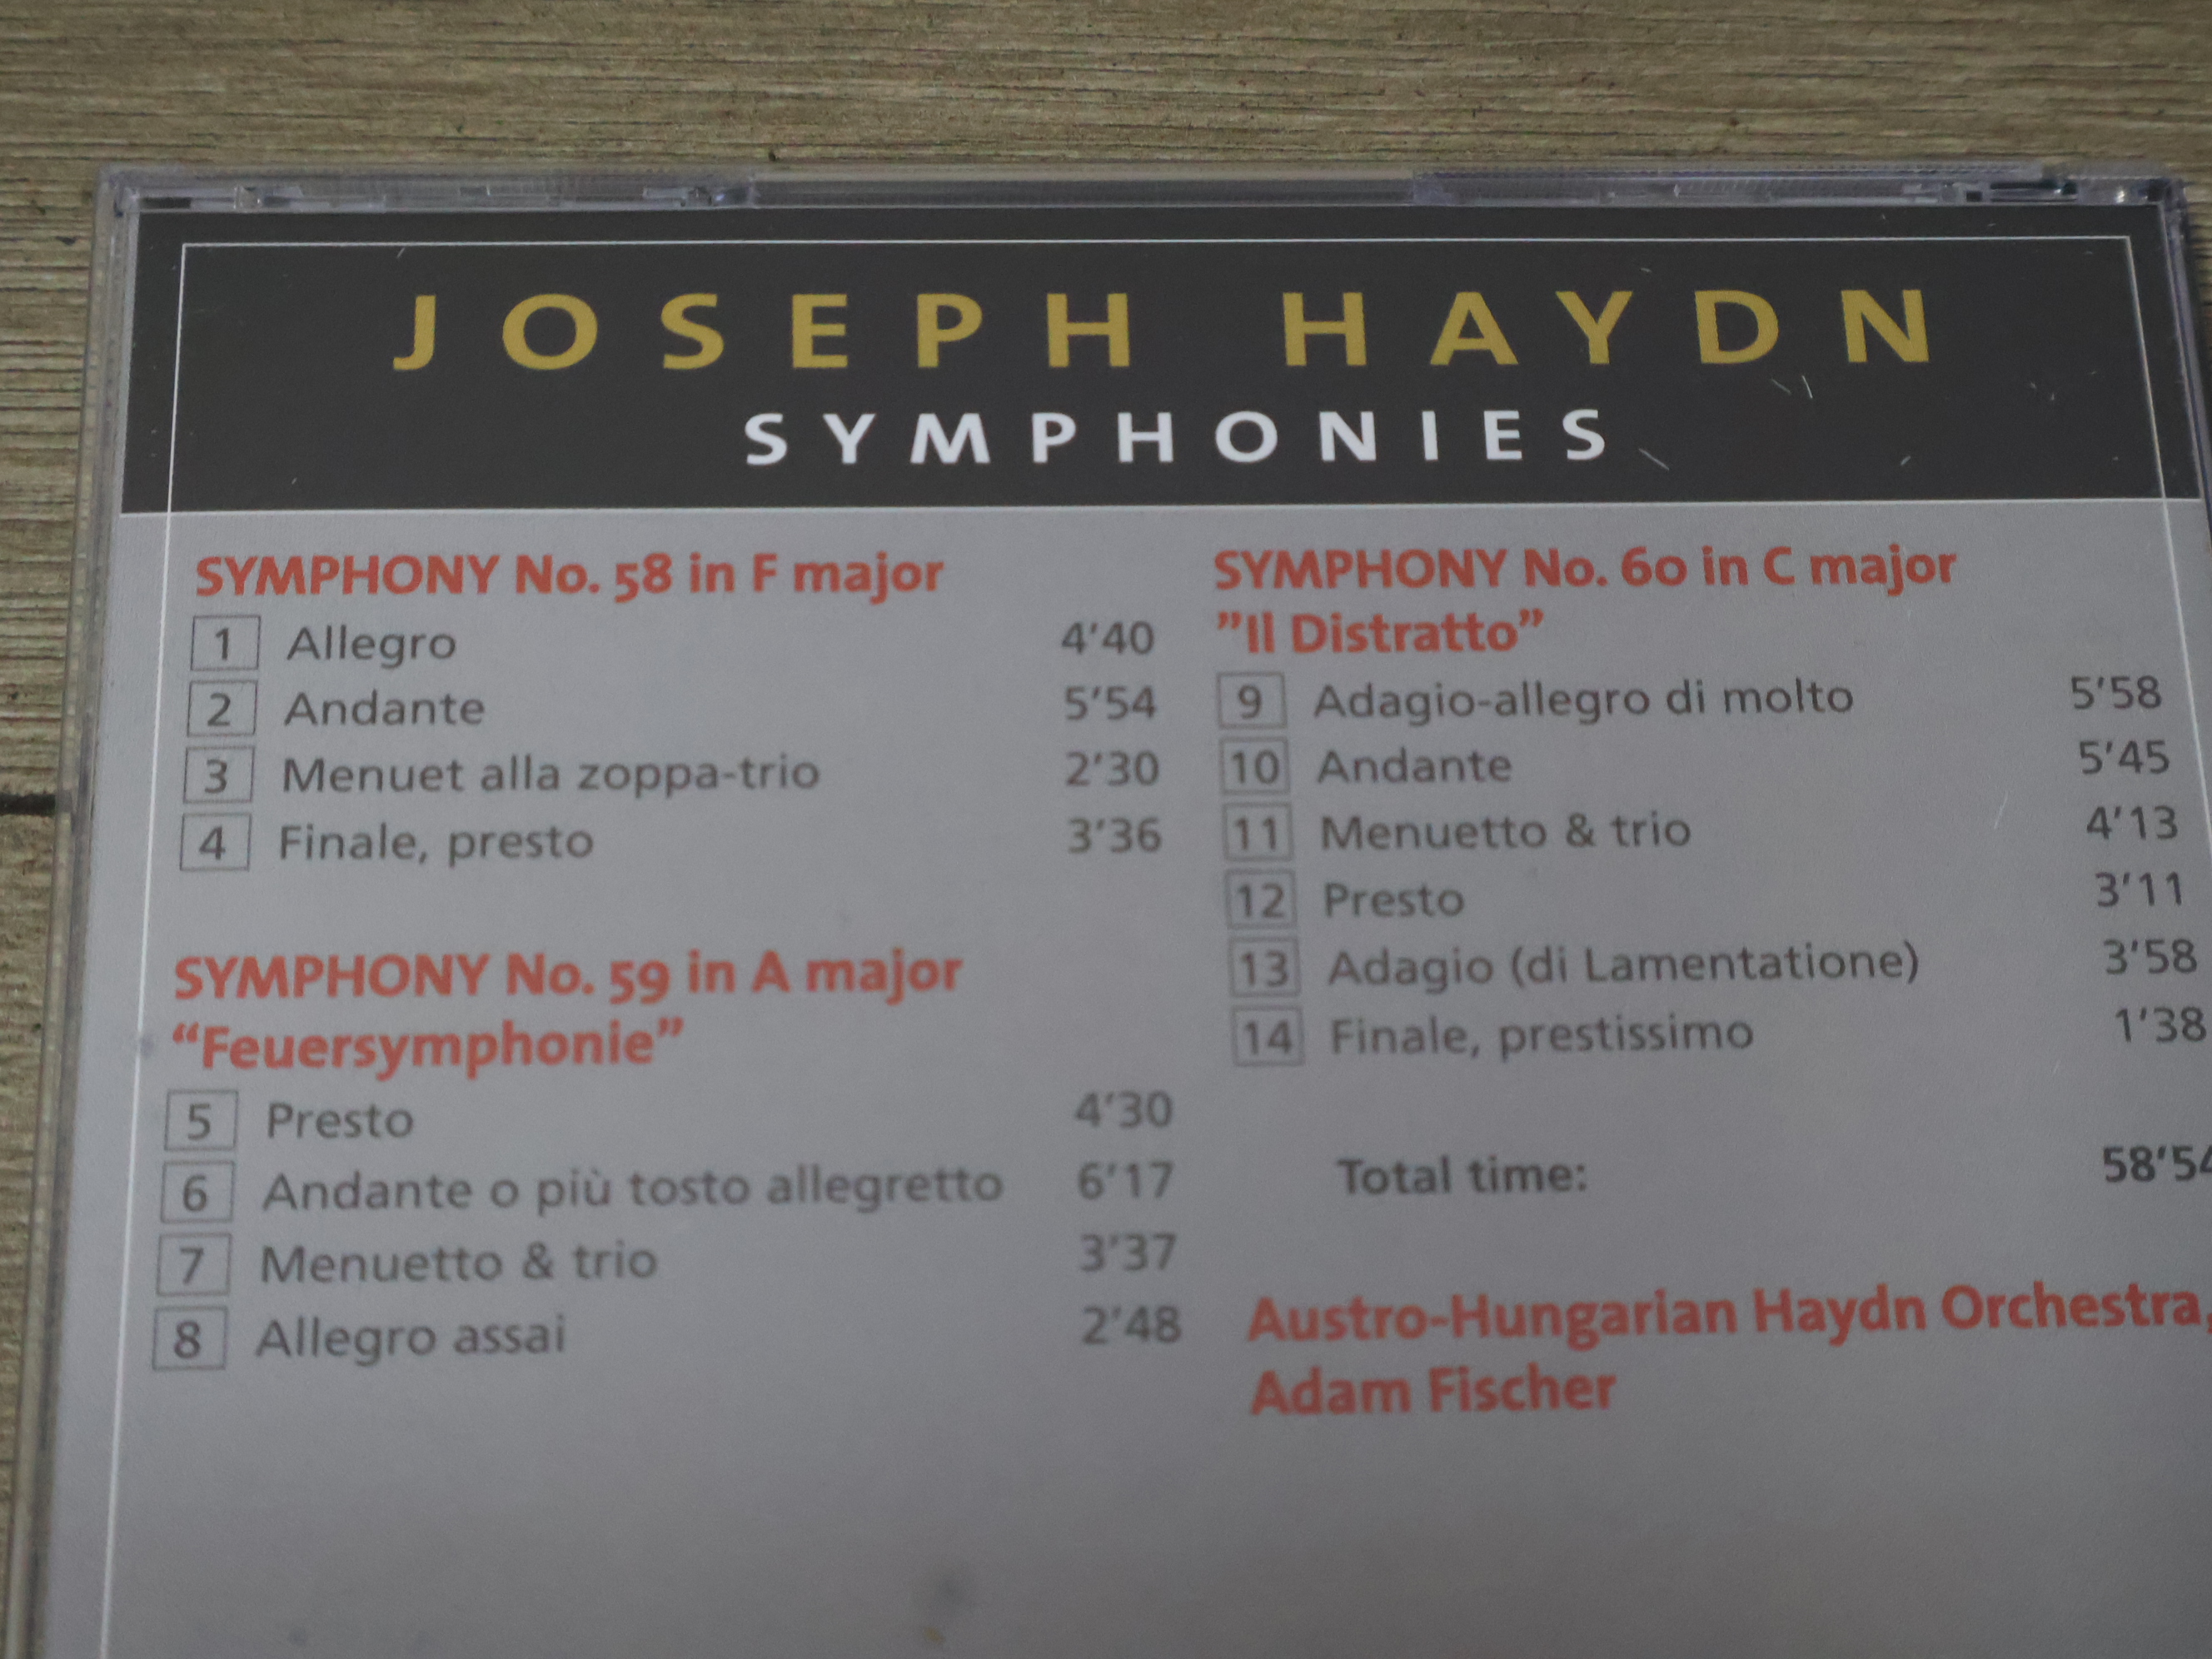 JOSEPH HAYDN
SYMPHONIES
SYMPHONY No. 58 in F major
1 Allegro 4'40
2 Andante 5'54
3 Menuet alla zoppa-trio 2'30
4 Finale, presto 3'36
SYMPHONY No. 59 in A major
“Feuersymphonie”
5 Presto 4'30
6 Andante o più tosto allegretto 6'17
7 Menuetto & trio 3'37
8 Allegro assai 2'48
SYMPHONY No. 60 in C major
”Il Distratto”
9 Adagio-allegro di molto 5'58
10 Andante 5'45
11 Menuetto & trio 4'13
12 Presto 3'11
13 Adagio (di Lamentatione) 3'58
14 Finale, prestissimo 1'38
Total time: 58'54
Austro-Hungarian Haydn Orchestra,
Adam Fischer